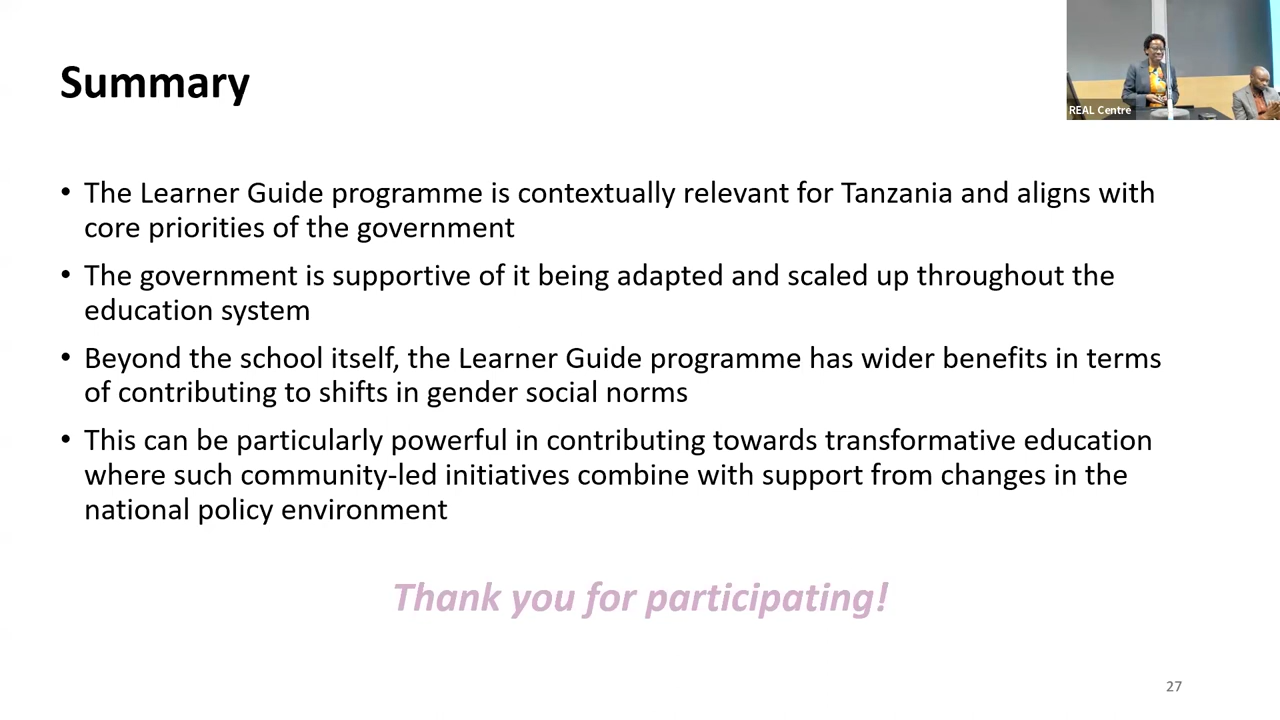 Summary
REAL Centre
• The Learner Guide programme is contextually relevant for Tanzania and aligns with
core priorities of the government
• The government is supportive of it being adapted and scaled up throughout the
education system
• Beyond the school itself, the Learner Guide programme has wider benefits in terms
of contributing to shifts in gender social norms
• This can be particularly powerful in contributing towards transformative education
where such community-led initiatives combine with support from changes in the
national policy environment
Thank you for participating!
27